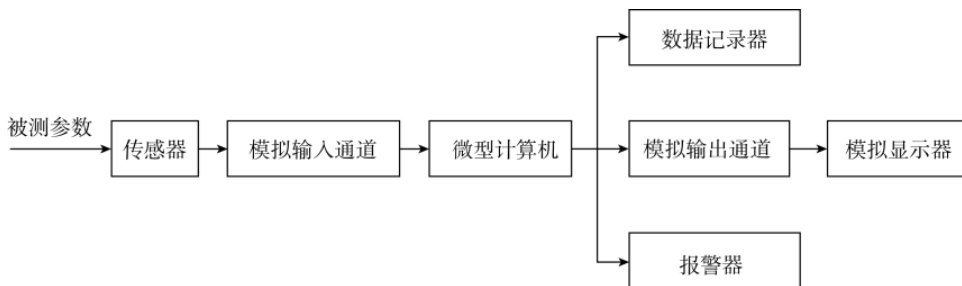 数据记录器
被测参数
传感器
模拟输入通道
微型计算机
模拟输出通道
模拟显示器
报警器